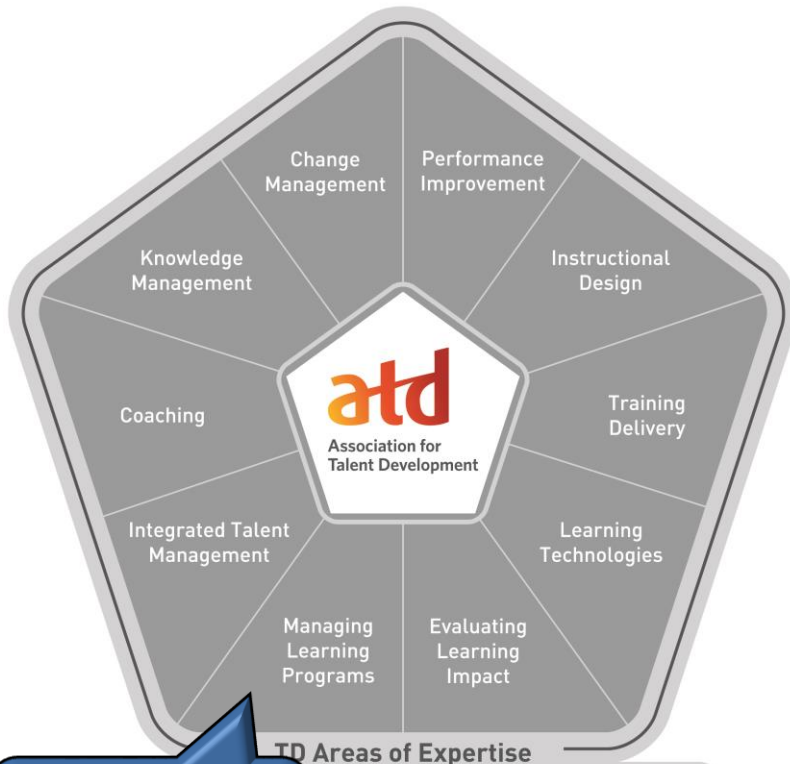 Change
Management
Performance
Improvement
Knowledge
Management
Instructional
Design
Coaching
atd
Association for
Talent Development
Training
Delivery
Integrated Talent
Management
Learning
Technologies
Managing
Learning
Programs
Evaluating
Learning
Impact
TD Areas of Expertise